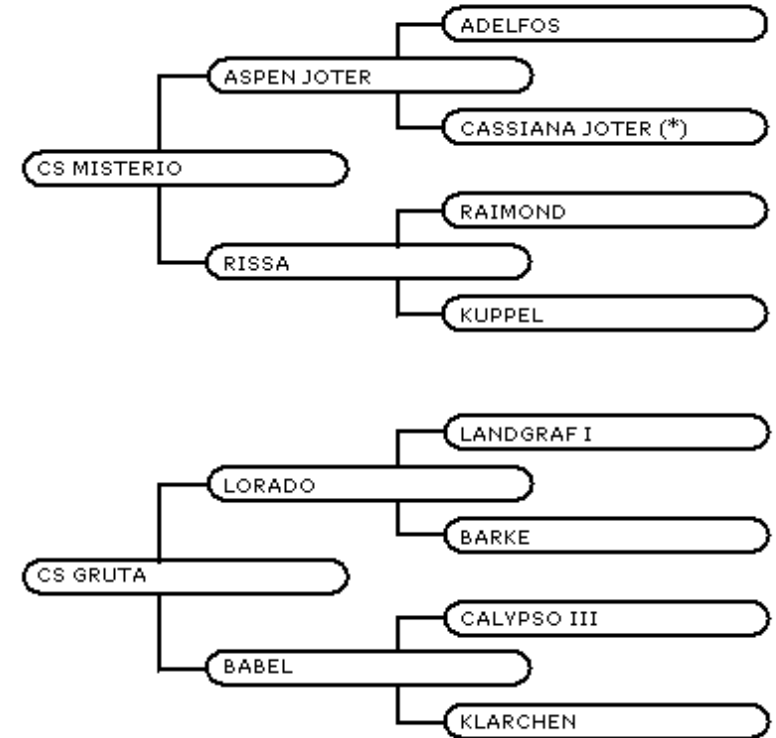 ADELFOS
ASPEN JOTER
CASSIANA JOTER (*)
CS MISTERIO
RAIMOND
RISSA
KUPPEL
LANDGRAF I
LORADO
BARKE
CS GRUTA
CALYPSO III
BABEL
KLARCHEN